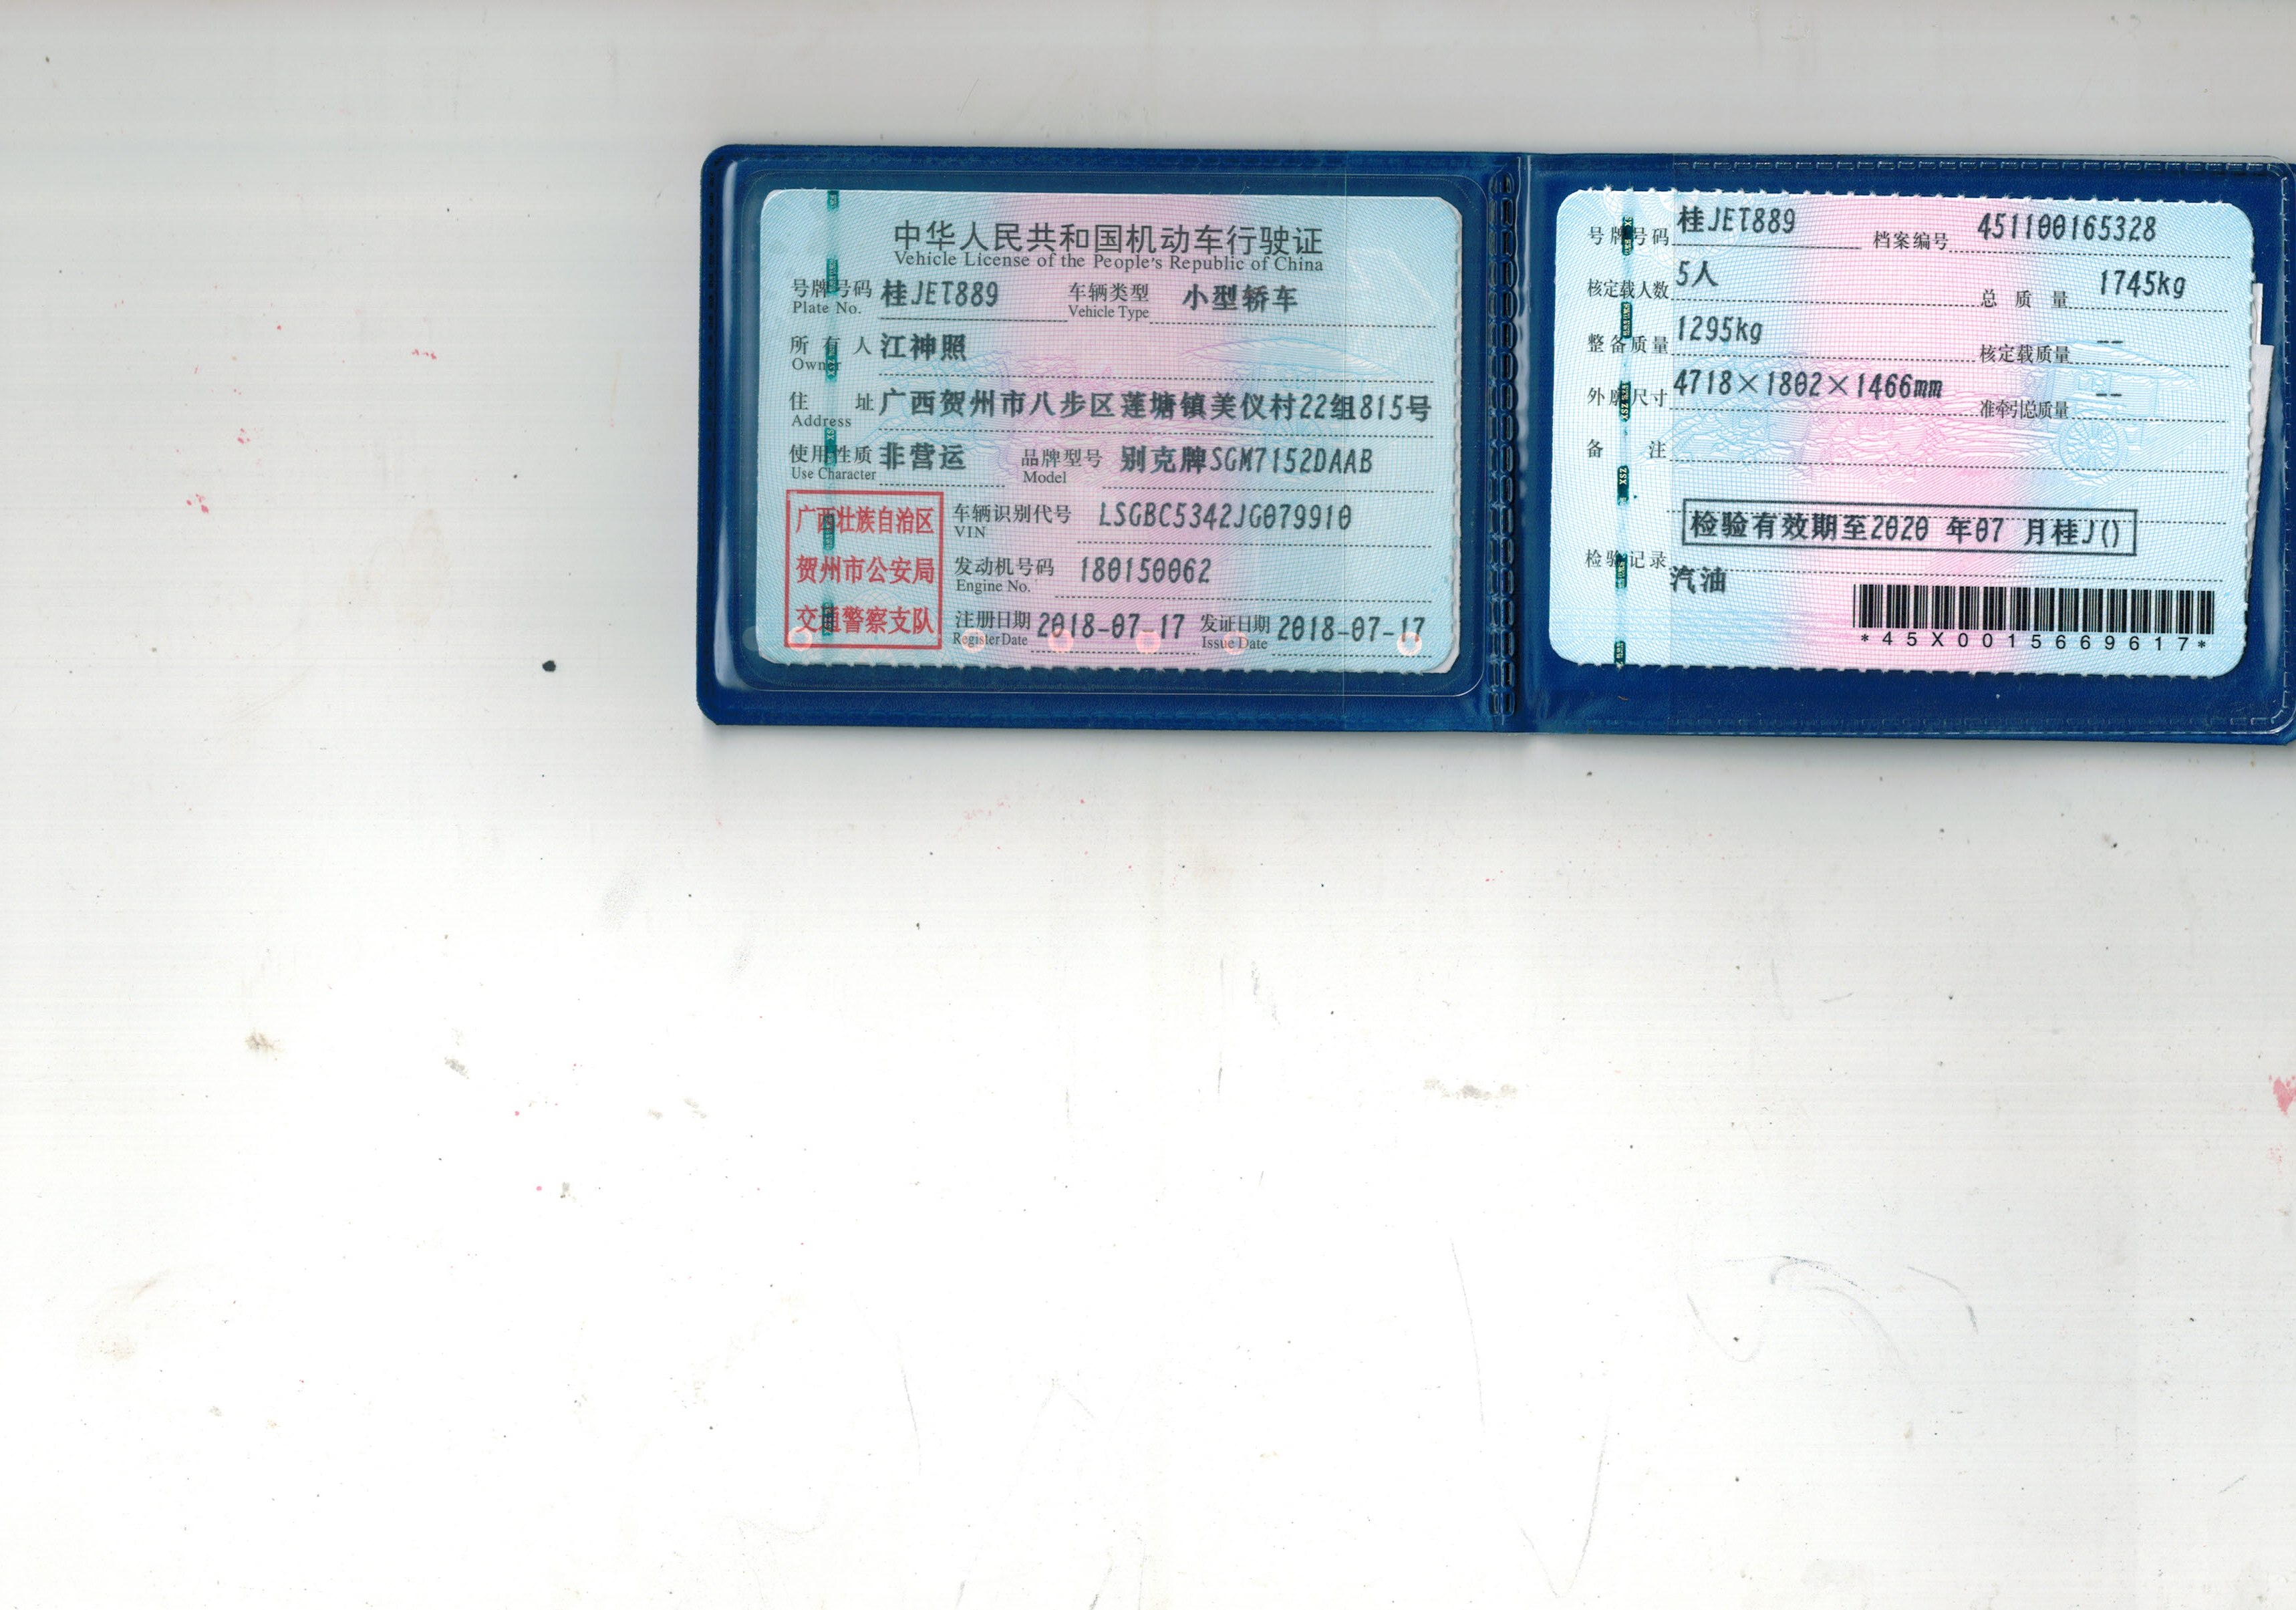 中华人民共和国机动车行驶证
Vehicle License of the People's Republic of China
号牌号码 桂JET889 车辆类型 小型轿车
Plate No. Vehicle Type
所有人 江神照
Owner
住址 广西贺州市八步区莲塘镇美仪村22组815号
Address
使用性质 非营运 品牌型号 别克牌SGM7152DAAB
Use Character Model
广西壮族自治区
贺州市公安局
交通警察支队
车辆识别代号 LSGBC5342JG079910
VIN
发动机号码 180150062
Engine No.
注册日期 2018-07-17 发证日期 2018-07-17
Register Date Issue Date
号牌号码 桂JET889 档案编号 451100165328
核定载人数 5人 总质量 1745kg
整备质量 1295kg 核定载质量 --
外廓尺寸 4718×1802×1466mm 准牵引总质量 --
备注
检验有效期至2020 年07 月桂J()
检验记录
汽油
*45X0015669617*